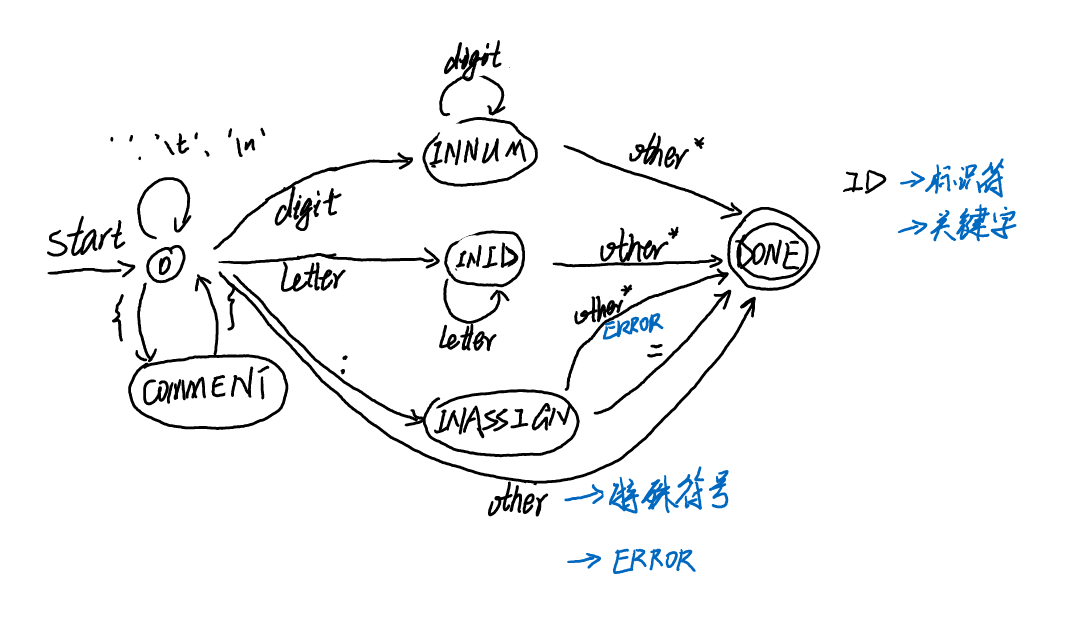 digit
' '、'\t'、'\n'
INNUM
other*
digit
ID →标识符
→关键字
start
0
letter
INID
other*
DONE
letter
other*
ERROR
=
{
}
:
COMMENT
INASSIGN
other →特殊符号
→ ERROR